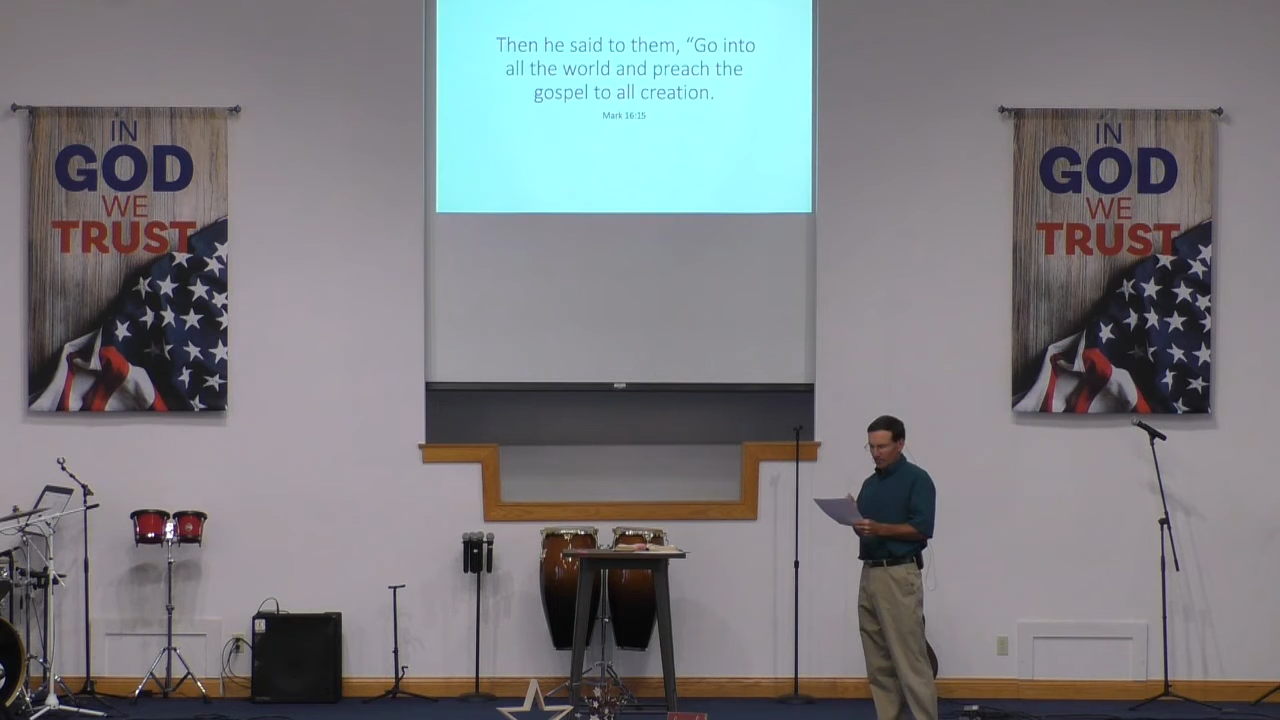 Then he said to them, “Go into
all the world and preach the
gospel to all creation.
Mark 16:15
IN
GOD
WE
TRUST
IN
GOD
WE
TRUST